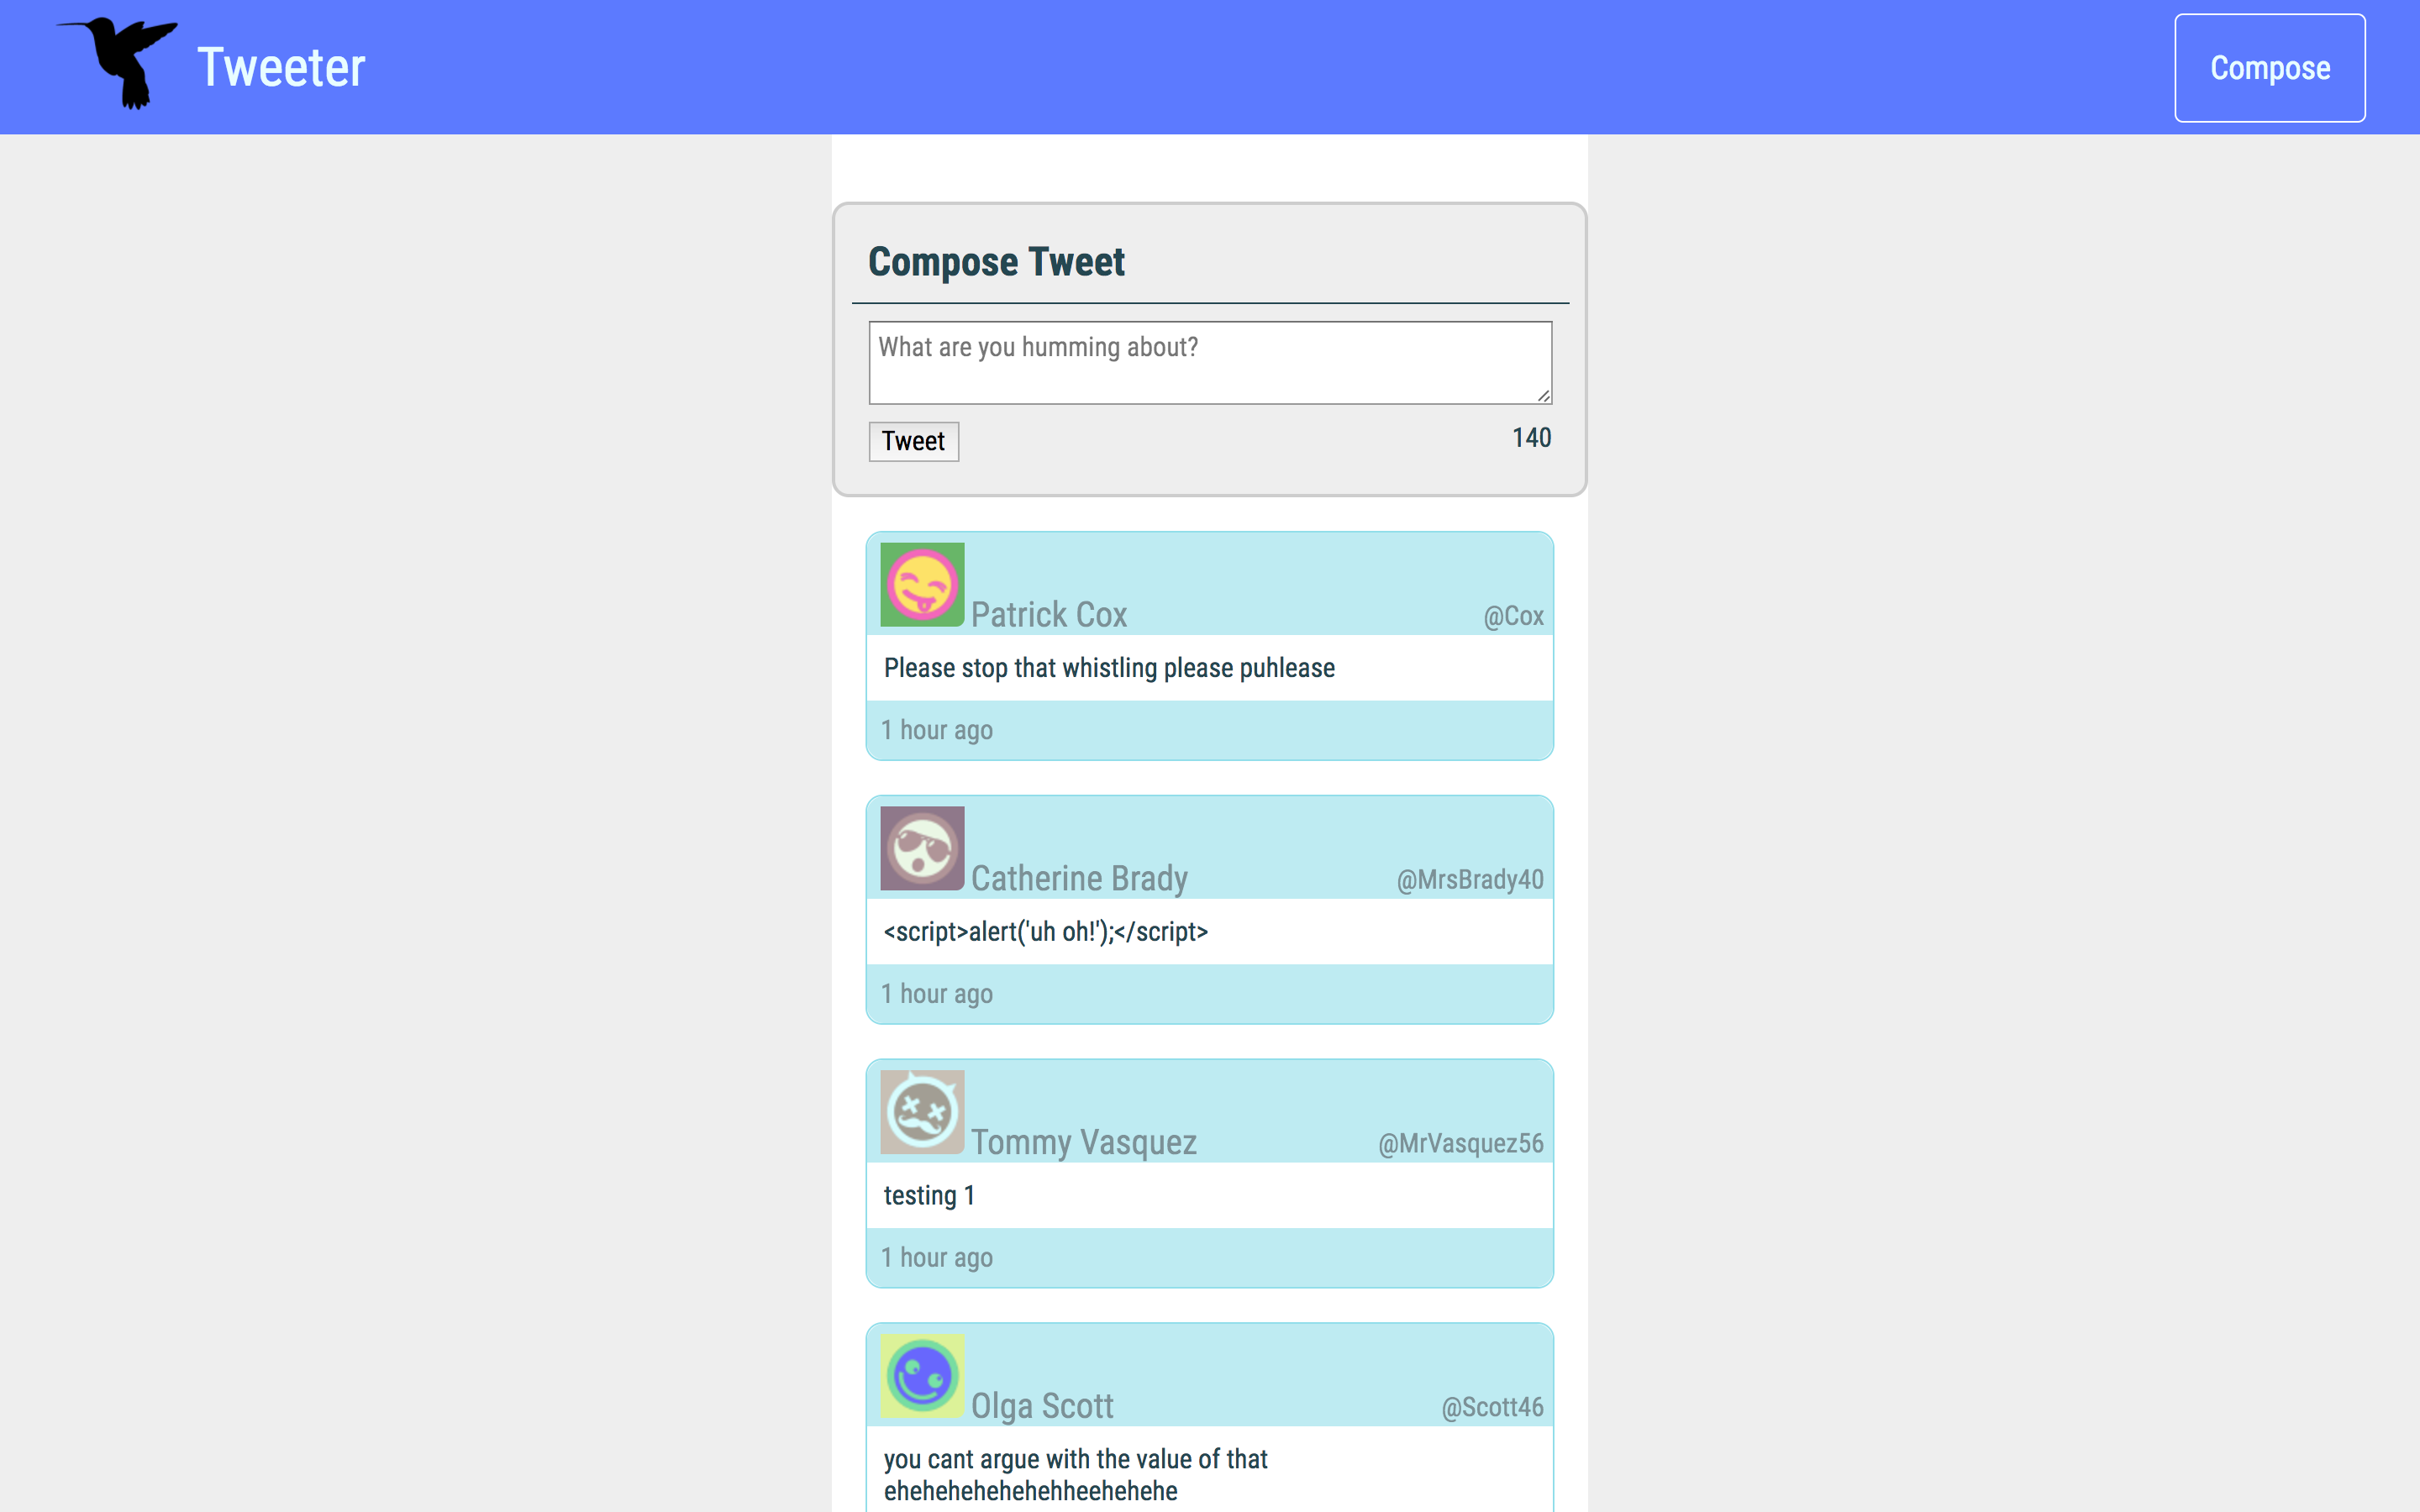 Tweeter
Compose
Compose Tweet
What are you humming about?
Tweet
140
Patrick Cox
@Cox
Please stop that whistling please puhlease
1 hour ago
Catherine Brady
@MrsBrady40
<script>alert('uh oh!');</script>
1 hour ago
Tommy Vasquez
@MrVasquez56
testing 1
1 hour ago
Olga Scott
@Scott46
you cant argue with the value of that
ehehehehehehehheehehehe